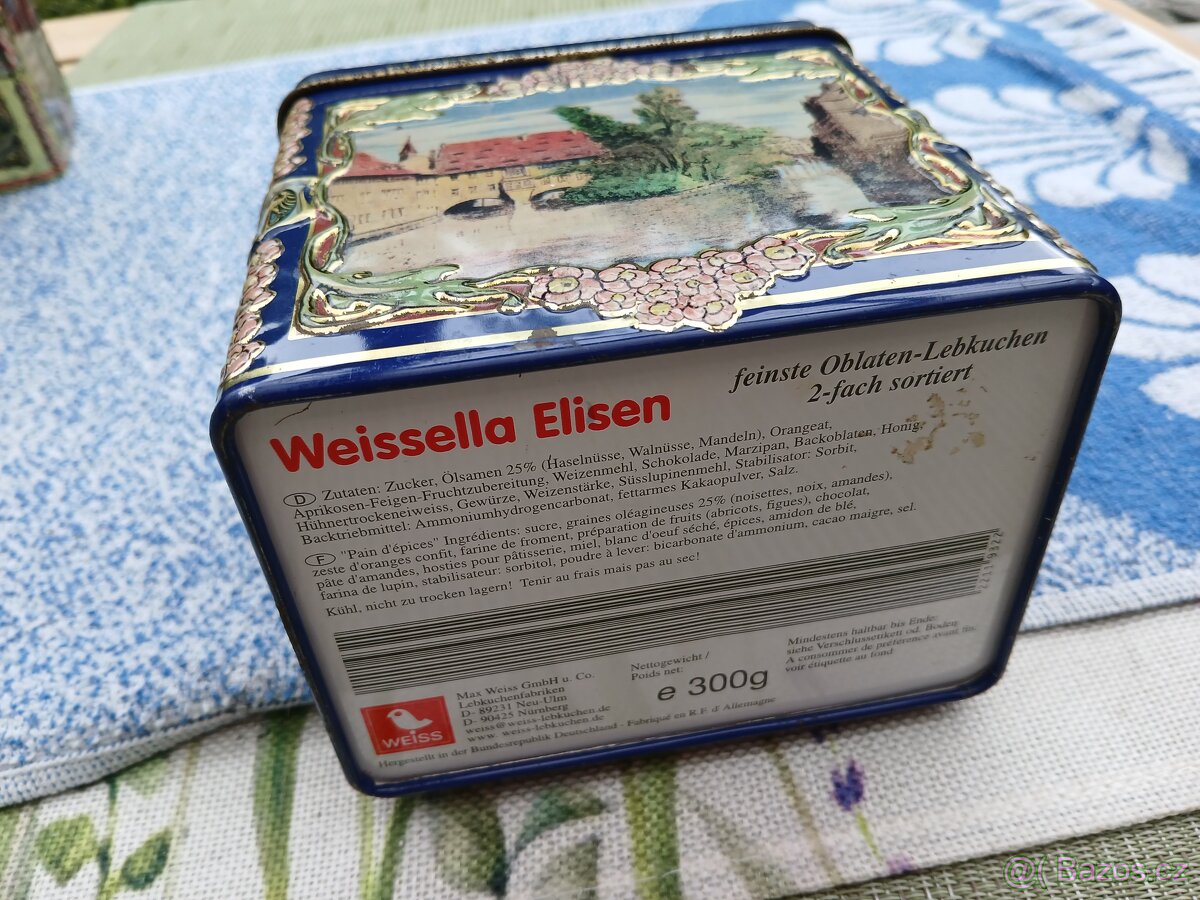 Weissella Elisen
feinste Oblaten-Lebkuchen
2-fach sortiert
D Zutaten: Zucker, Ölsamen 25% (Haselnüsse, Walnüsse, Mandeln), Orangeat,
Aprikosen-Feigen-Fruchtzubereitung, Weizenmehl, Schokolade, Marzipan, Backoblaten, Honig,
Hühnertrockeneiweiss, Gewürze, Weizenstärke, Süsslupinenmehl, Stabilisator: Sorbit,
Backtriebmittel: Ammoniumhydrogencarbonat, fettarmes Kakaopulver, Salz.
F "Pain d'épices" Ingrédients: sucre, graines oléagineuses 25% (noisettes, noix, amandes),
zeste d'oranges confit, farine de froment, préparation de fruits (abricots, figues), chocolat,
pâte d'amandes, hosties pour pâtisserie, miel, blanc d'oeuf séché, épices, amidon de blé,
farina de lupin, stabilisateur: sorbitol, poudre à lever: bicarbonate d'ammonium, cacao maigre, sel.
Kühl, nicht zu trocken lagern! Tenir au frais mais pas au sec!
Max Weiss GmbH u. Co.
Lebkuchenfabriken
D- 89231 Neu-Ulm
D- 90425 Nürnberg
weiss@weiss-lebkuchen.de
www. weiss-lebkuchen.de
WEISS
Nettogewicht /
Poids net:
e 300g
Mindestens haltbar bis Ende:
siehe Verschlussetikett od. Boden
A consommer de préférence avant fin:
voir étiquette au fond
Hergestellt in der Bundesrepublik Deutschland - Fabriqué en R.F. d' Allemagne
@( Bazos.cz